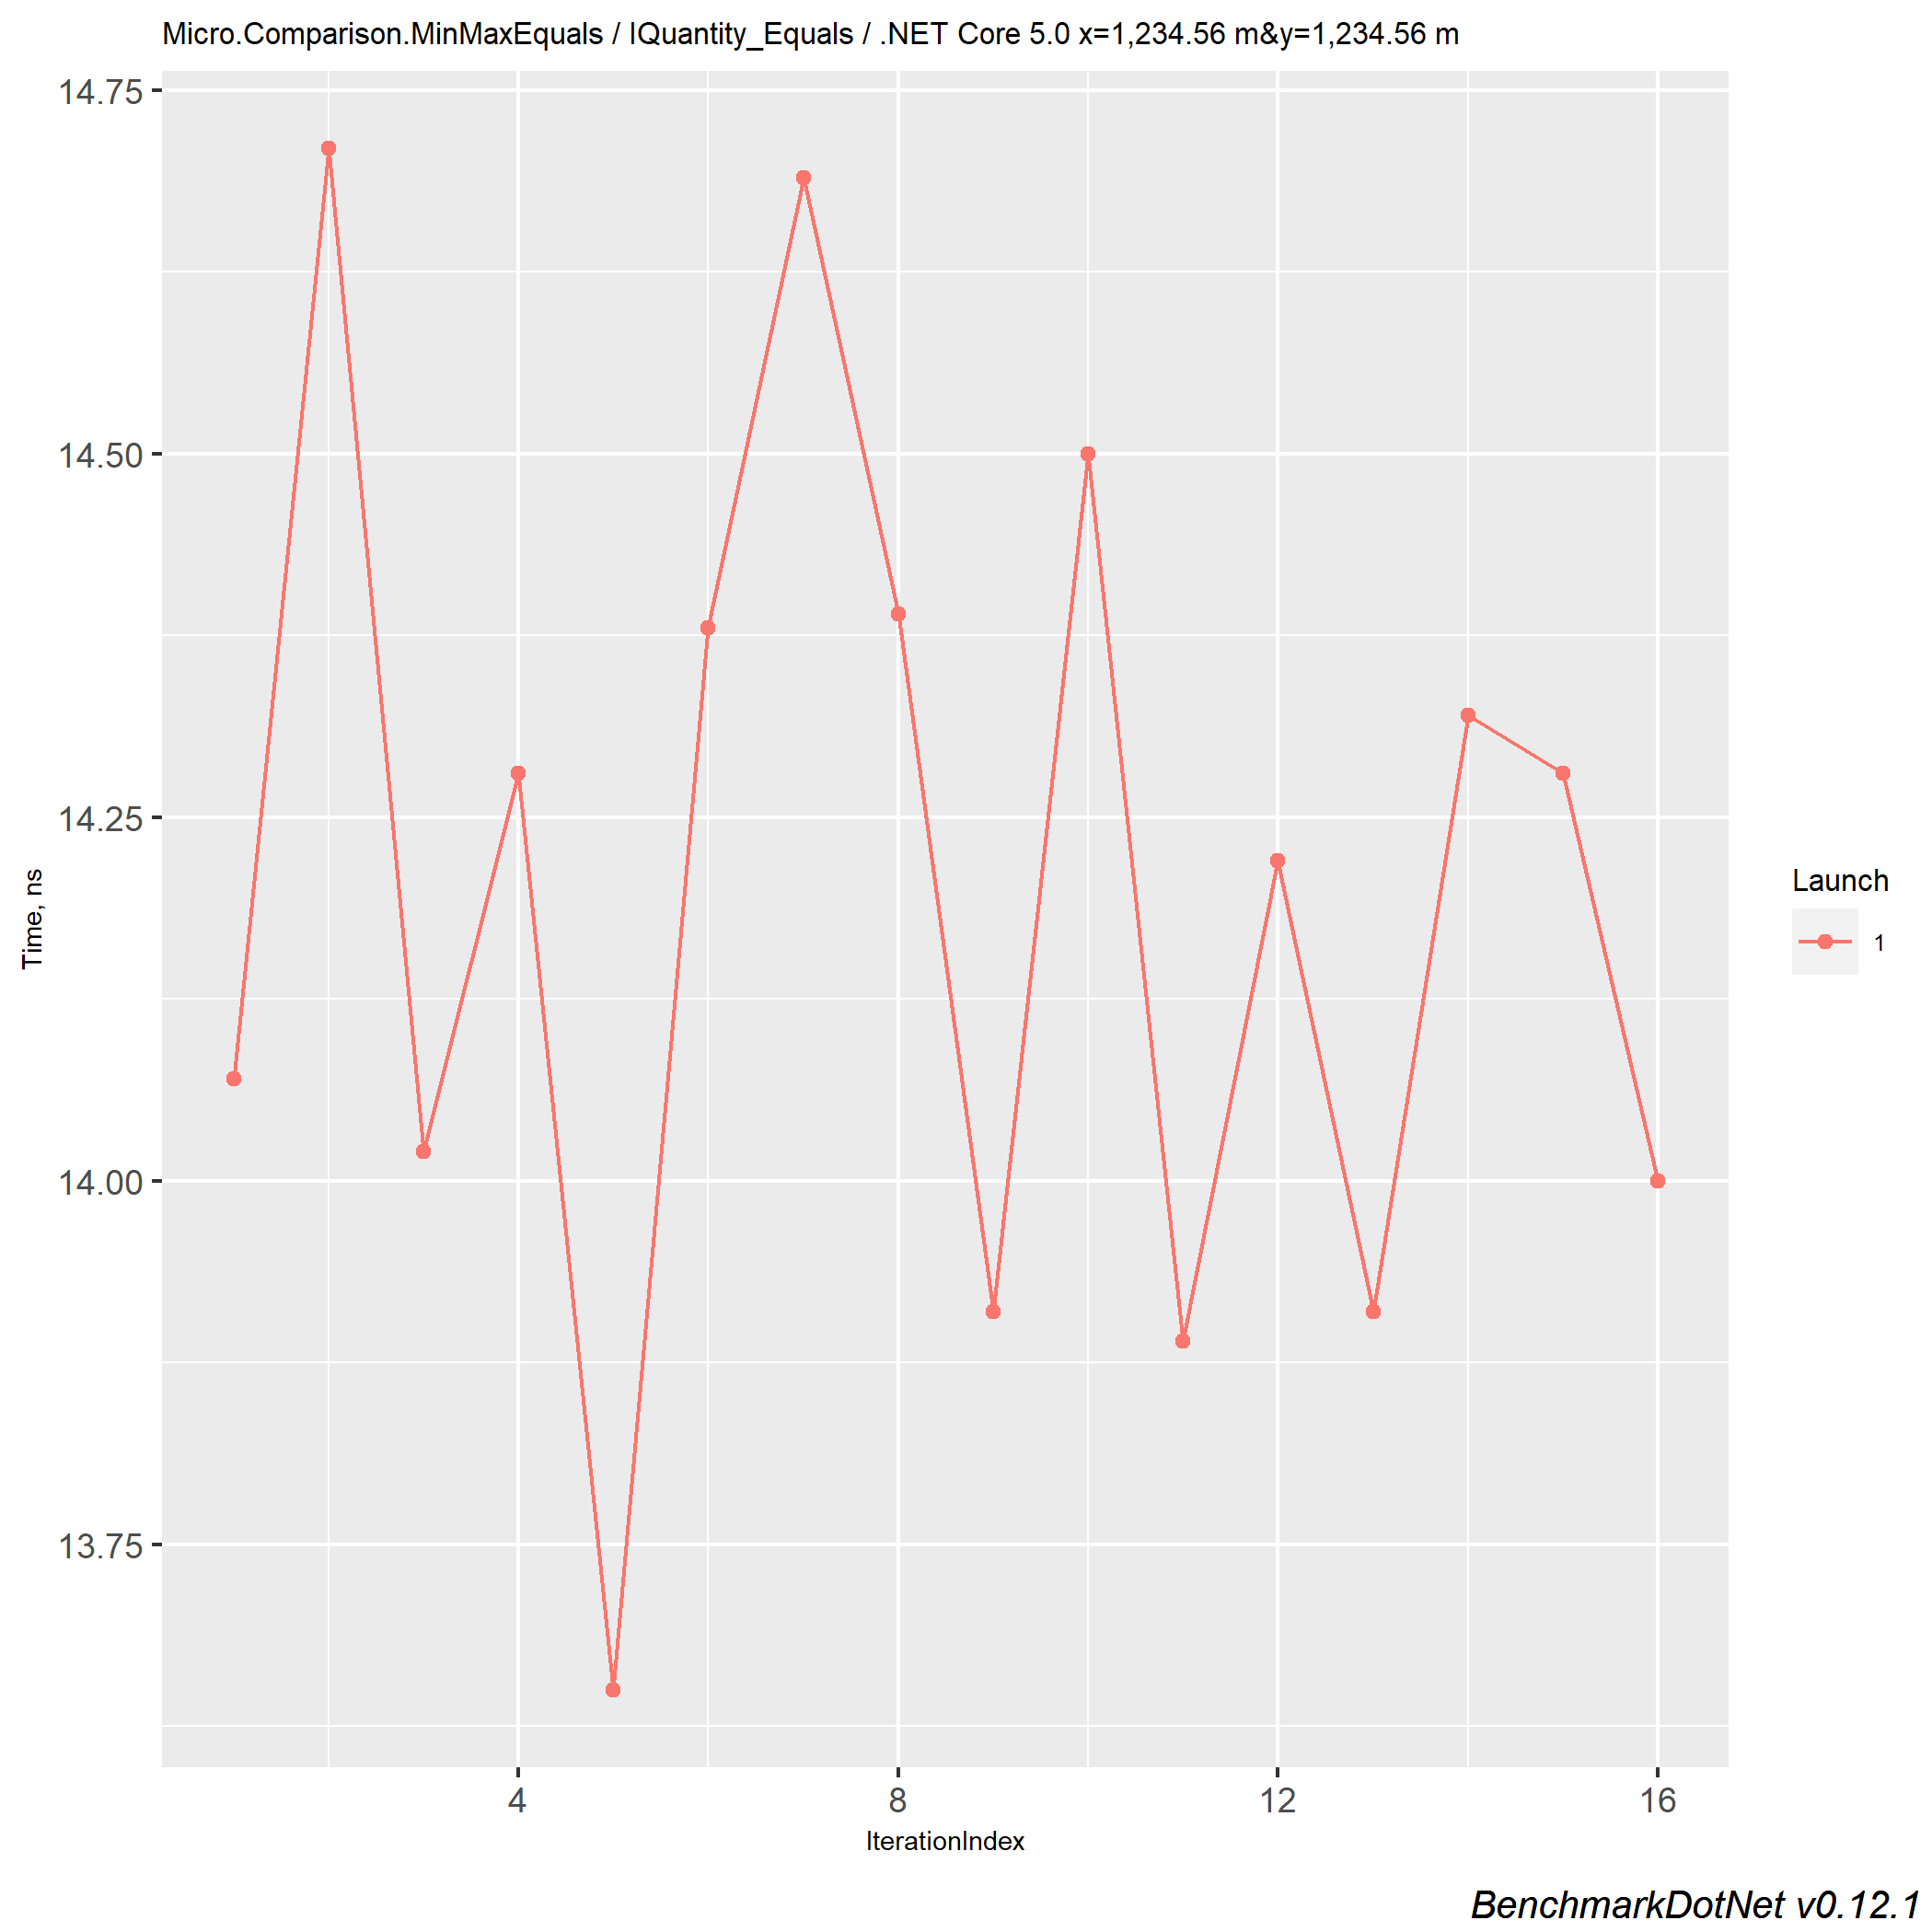 Micro.Comparison.MinMaxEquals / IQuantity_Equals / .NET Core 5.0 x=1,234.56 m&y=1,234.56 m
14.75
14.50
14.25
14.00
13.75
Time, ns
4 8 12 16
IterationIndex
Launch
1
BenchmarkDotNet v0.12.1